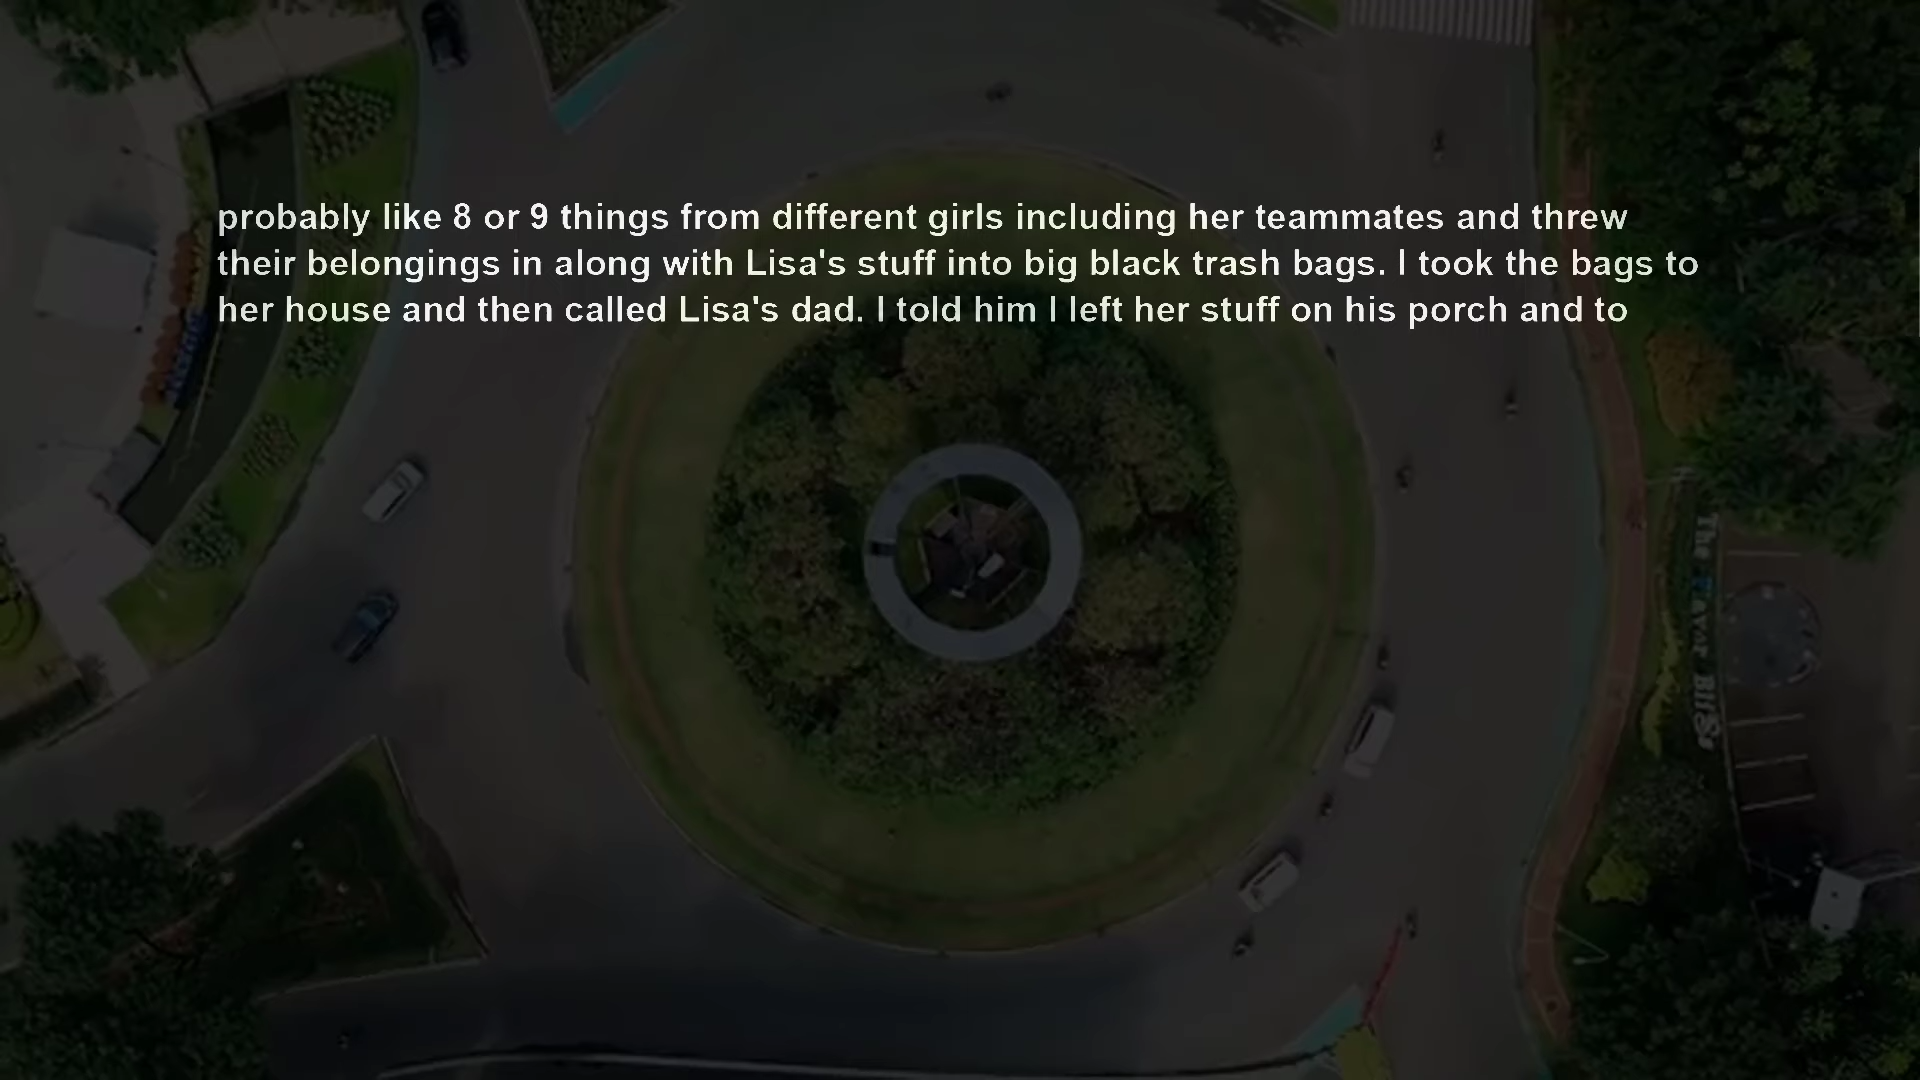 probably like 8 or 9 things from different girls including her teammates and threw
their belongings in along with Lisa's stuff into big black trash bags. I took the bags to
her house and then called Lisa's dad. I told him I left her stuff on his porch and to
The